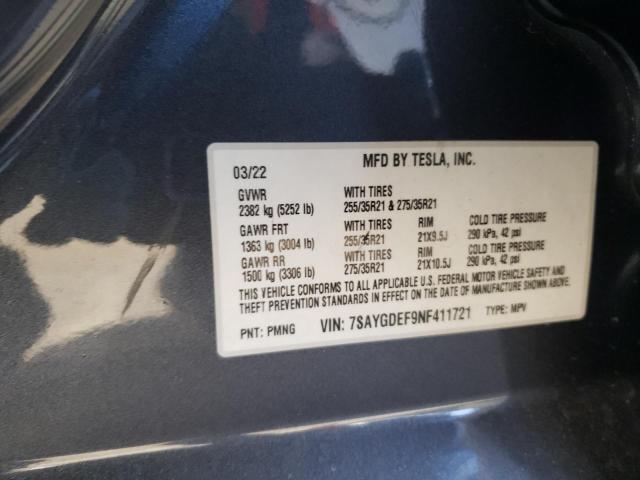 MFD BY TESLA, INC.
03/22
GVWR WITH TIRES
2382 kg (5252 lb) 255/35R21 & 275/35R21
GAWR FRT WITH TIRES RIM COLD TIRE PRESSURE
1363 kg (3004 lb) 255/35R21 21X9.5J 290 kPa, 42 psi
GAWR RR WITH TIRES RIM COLD TIRE PRESSURE
1500 kg (3306 lb) 275/35R21 21X10.5J 290 kPa, 42 psi
THIS VEHICLE CONFORMS TO ALL APPLICABLE U.S. FEDERAL MOTOR VEHICLE SAFETY AND
THEFT PREVENTION STANDARDS IN EFFECT ON THE DATE OF MANUFACTURE SHOWN ABOVE.
PNT: PMNG VIN: 7SAYGDEF9NF411721 TYPE: MPV